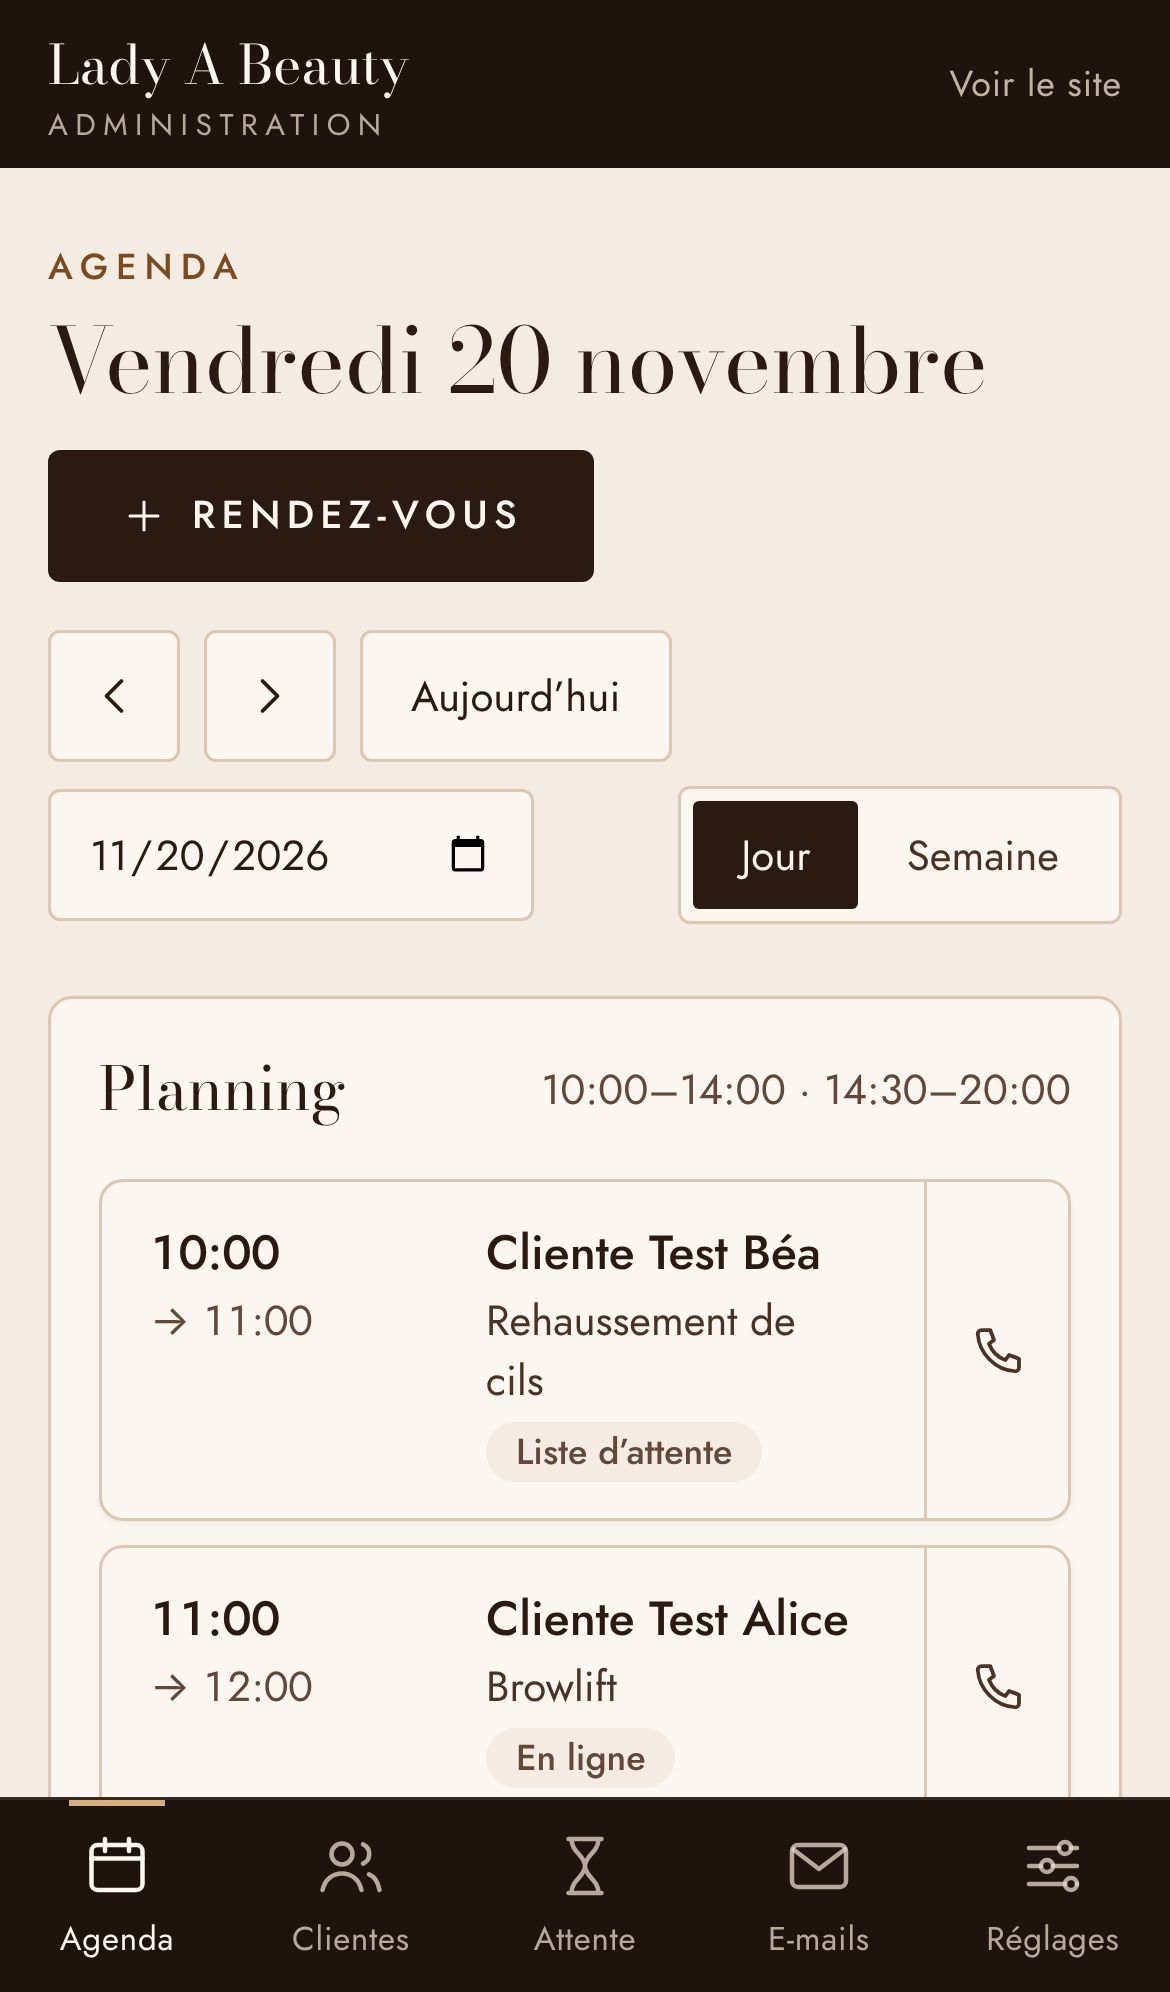 Lady A Beauty
ADMINISTRATION
Voir le site
AGENDA
Vendredi 20 novembre
+ RENDEZ-VOUS
Aujourd’hui
11/20/2026
Jour
Semaine
Planning
10:00–14:00 · 14:30–20:00
10:00
→ 11:00
Cliente Test Béa
Rehaussement de
cils
Liste d’attente
11:00
→ 12:00
Cliente Test Alice
Browlift
En ligne
Agenda
Clientes
Attente
E-mails
Réglages